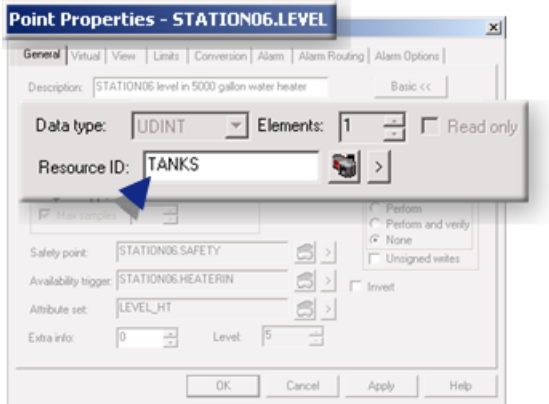 Point Properties - STATION06.LEVEL
General Virtual View Limits Conversion Alarm Alarm Routing Alarm Options
Description: STATION06 level in 5000 gallon water heater Basic <<
Data type: UDINT Elements: 1 Read only
Resource ID: TANKS >
Max samples
Perform
Perform and verify
None
Safety point: STATION06.SAFETY > Unsigned writes
Availability trigger: STATION06.HEATERIN > Invert
Attribute set: LEVEL_HT >
Extra info: 0 Level: 5
OK Cancel Apply Help